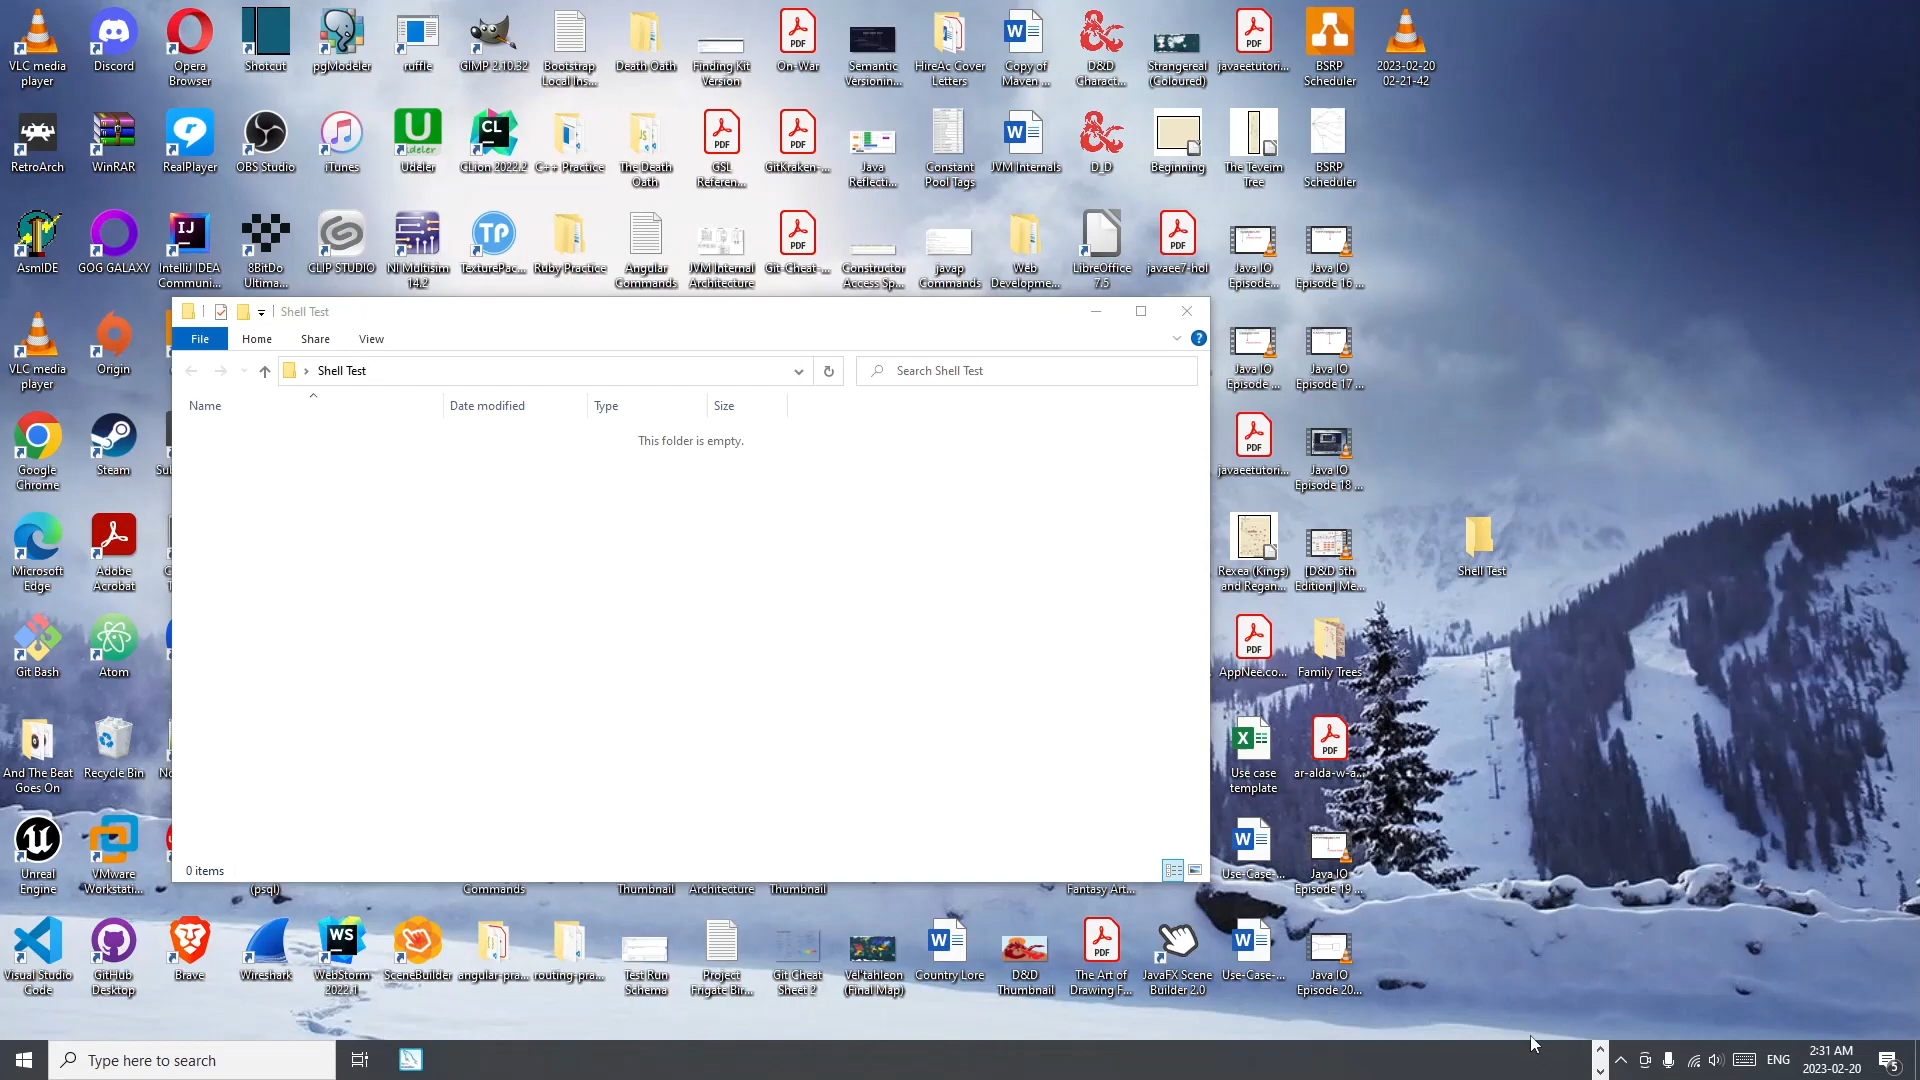 VLC media
player
Discord
Opera
Browser
Shotcut
pgModeler
ruffle
GIMP 2.10.32
Bootstrap
Local Ins...
Death Oath
Finding Kit
Version
On-War
Semantic
Versionin...
HireAc Cover
Letters
Copy of
Maven ...
D&D
Charact...
Strangereal
(Coloured)
javaeetutori...
BSRP
Scheduler
2023-02-20
02-21-42
RetroArch
WinRAR
RealPlayer
OBS Studio
iTunes
Udeler
CLion 2022.2
C++ Practice
The Death
Oath
GSL
Referen...
GitKraken-...
Java
Reflecti...
Constant
Pool Tags
JVM Internals
D_D
Beginning
The Teveim
Tree
BSRP
Scheduler
AsmIDE
GOG GALAXY
IntelliJ IDEA
Communi...
8BitDo
Ultima...
CLIP STUDIO
NI Multisim
14.2
TexturePac...
Ruby Practice
Angular
Commands
JVM Internal
Architecture
Git-Cheat-...
Constructor
Access Sp...
javap
Commands
Web
Developme...
LibreOffice
7.5
javaee7-hol
Java IO
Episode...
Java IO
Episode 16 ...
Shell Test
File
Home
Share
View
Shell Test
Search Shell Test
Name
Date modified
Type
Size
This folder is empty.
0 items
VLC media
player
Origin
Java IO
Episode ...
Java IO
Episode 17 ...
Google
Chrome
Steam
javaeetutori...
Java IO
Episode 18 ...
Microsoft
Edge
Adobe
Acrobat
Rexea (Kings)
and Regan...
[D&D 5th
Edition] Me...
Shell Test
Git Bash
Atom
AppNee.co...
Family Trees
And The Beat
Goes On
Recycle Bin
Use case
template
ar-alda-w-a...
Unreal
Engine
VMware
Workstati...
(psql)
Commands
Thumbnail
Architecture
Thumbnail
Fantasy Art...
Use-Case-...
Java IO
Episode 19 ...
Visual Studio
Code
GitHub
Desktop
Brave
Wireshark
WebStorm
2022.1
SceneBuilder
angular-pra...
routing-pra...
Test Run
Schema
Project
Frigate Bir...
Git Cheat
Sheet 2
Vel'tahleon
(Final Map)
Country Lore
D&D
Thumbnail
The Art of
Drawing F...
JavaFX Scene
Builder 2.0
Use-Case-...
Java IO
Episode 20...
Type here to search
ENG
2:31 AM
2023-02-20
5